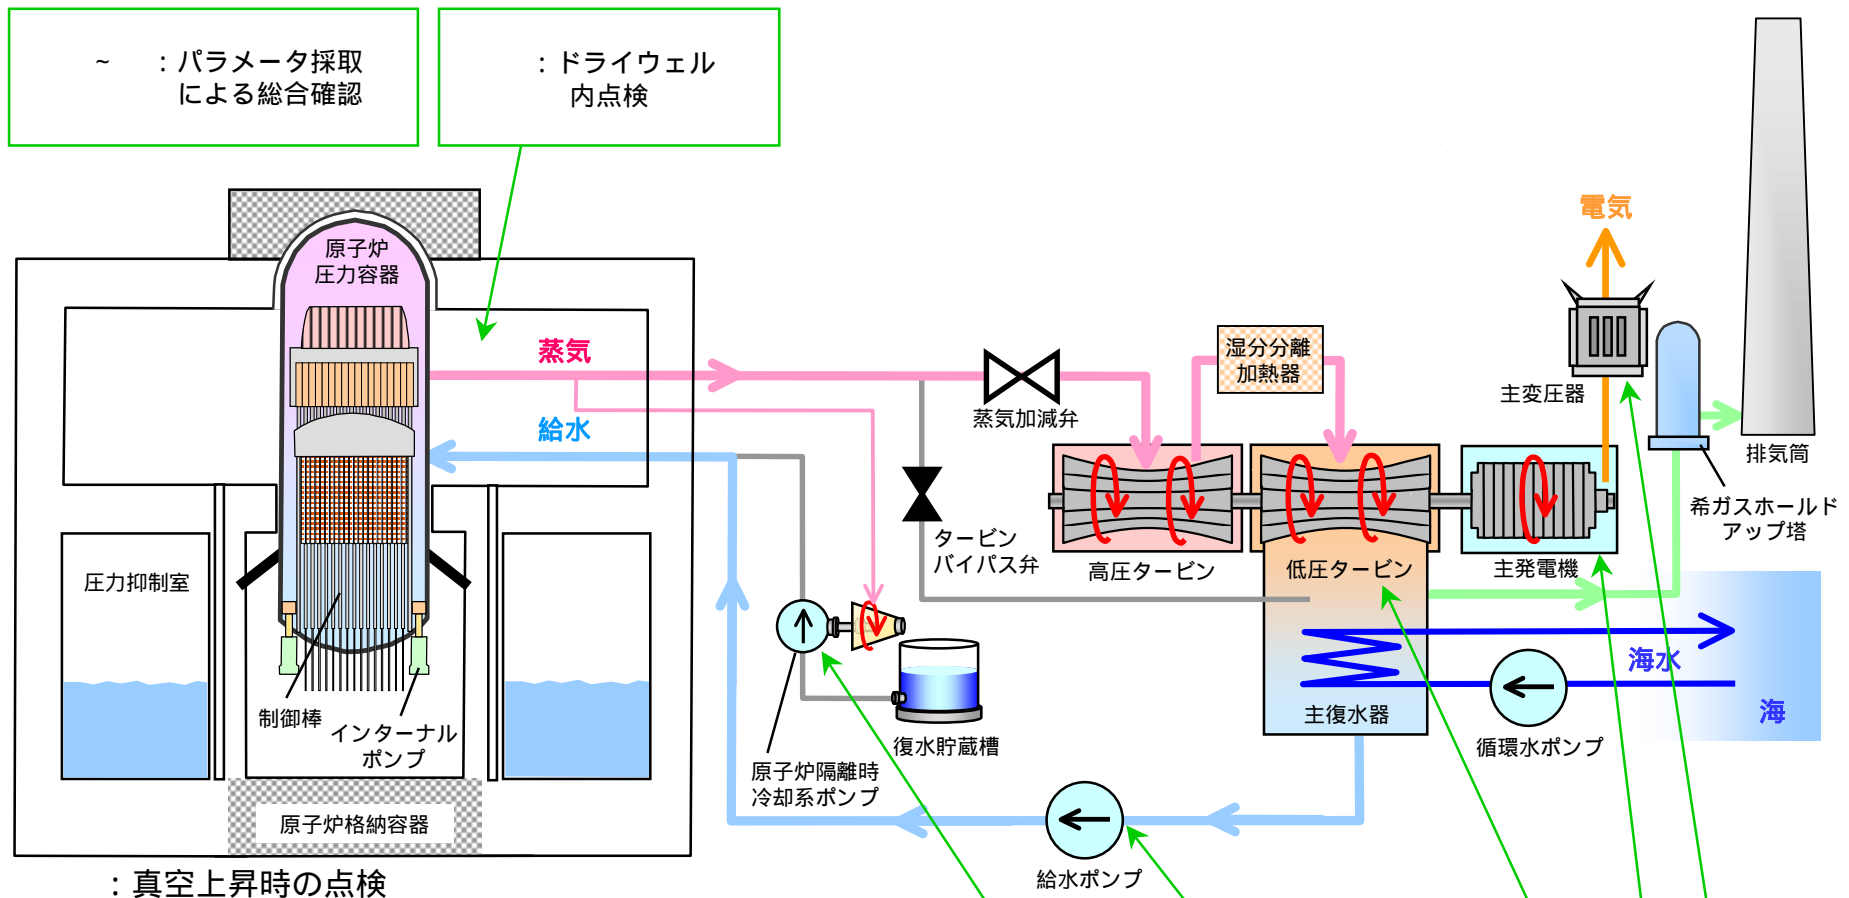 ～　：パラメータ採取
による総合確認
：ドライウェル
内点検
原子炉
圧力容器
蒸気
給水
圧力抑制室
制御棒
インターナル
ポンプ
原子炉格納容器
：真空上昇時の点検
蒸気加減弁
タービン
バイパス弁
湿分分離
加熱器
高圧タービン
低圧タービン
主発電機
主変圧器
電気
排気筒
希ガスホールド
アップ塔
海水
海
主復水器
循環水ポンプ
復水貯蔵槽
原子炉隔離時
冷却系ポンプ
給水ポンプ